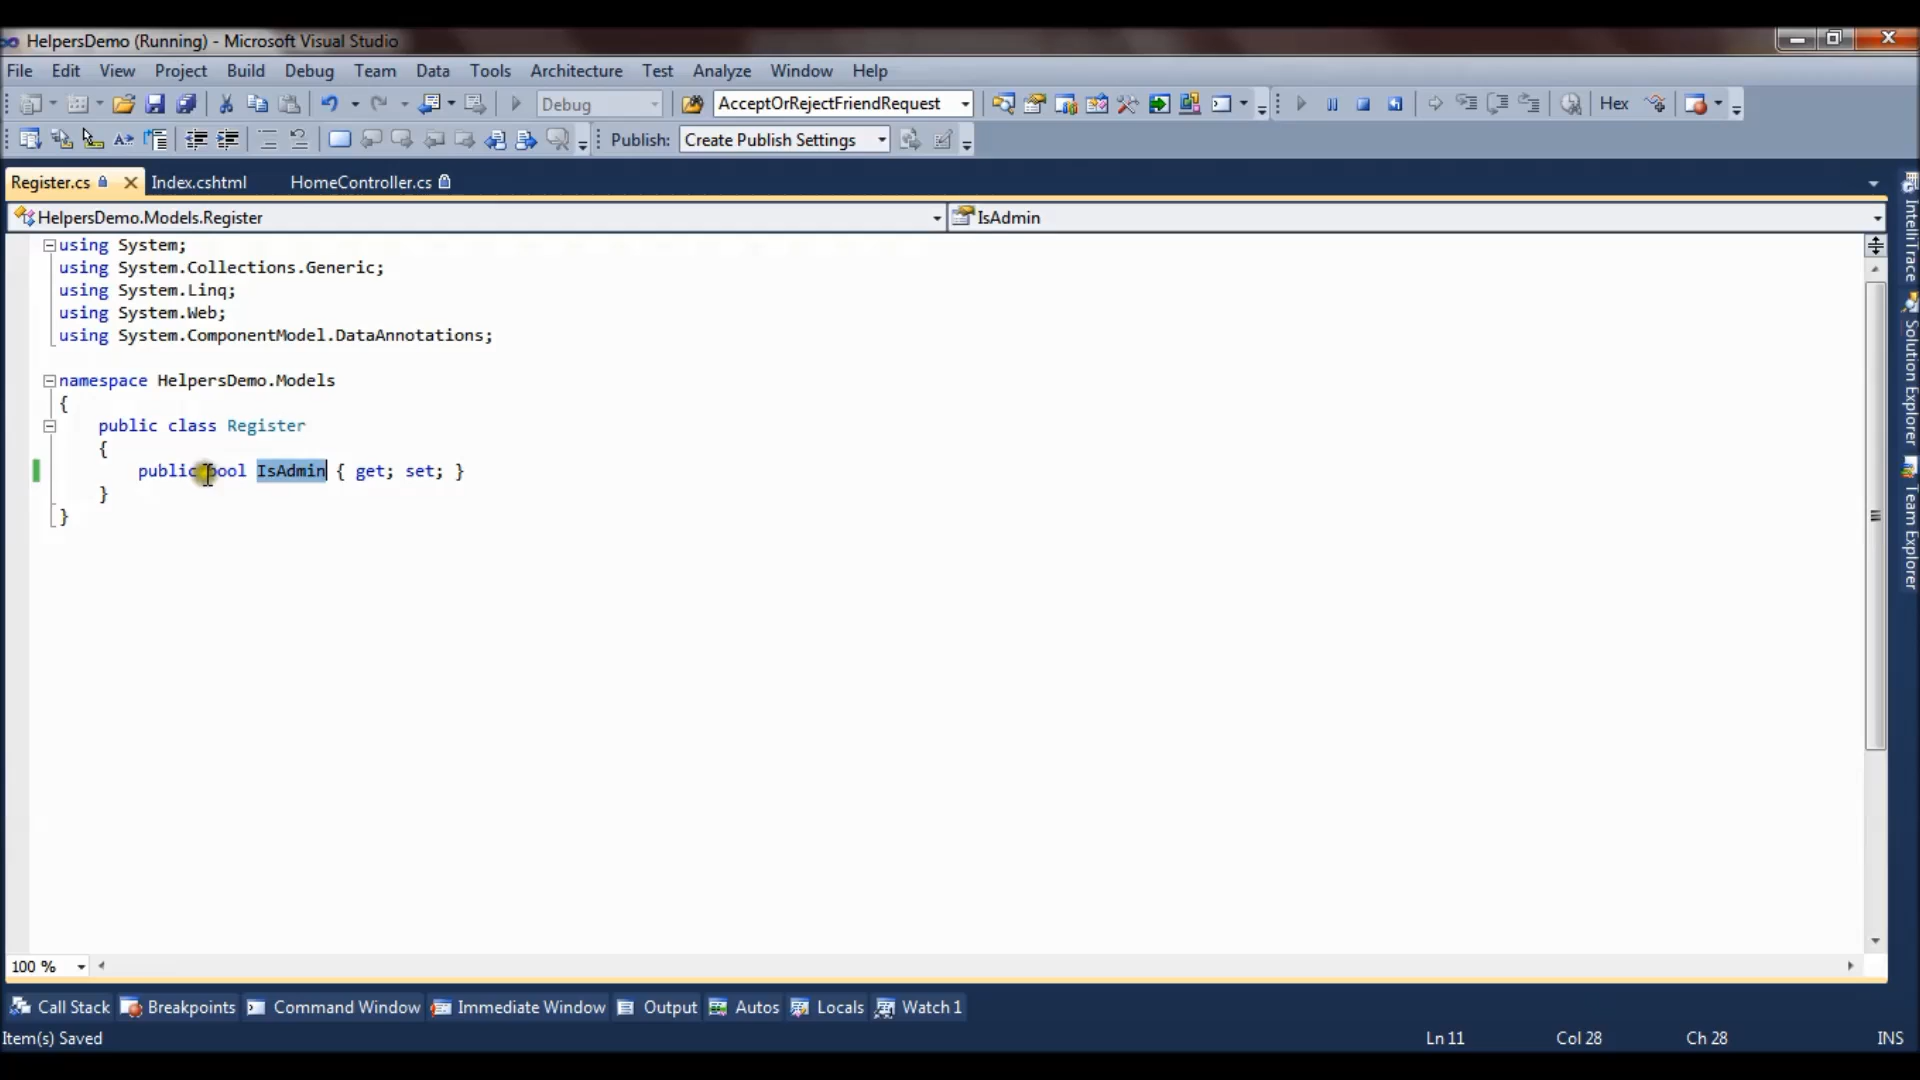 HelpersDemo (Running) - Microsoft Visual Studio
File Edit View Project Build Debug Team Data Tools Architecture Test Analyze Window Help
Debug AcceptOrRejectFriendRequest Hex
Publish: Create Publish Settings
Register.cs Index.cshtml HomeController.cs
HelpersDemo.Models.Register IsAdmin
using System;
using System.Collections.Generic;
using System.Linq;
using System.Web;
using System.ComponentModel.DataAnnotations;
namespace HelpersDemo.Models
{
public class Register
{
public bool IsAdmin { get; set; }
}
}
IntelliTrace
Solution Explorer
Team Explorer
100 %
Call Stack Breakpoints Command Window Immediate Window Output Autos Locals Watch 1
Item(s) Saved Ln 11 Col 28 Ch 28 INS